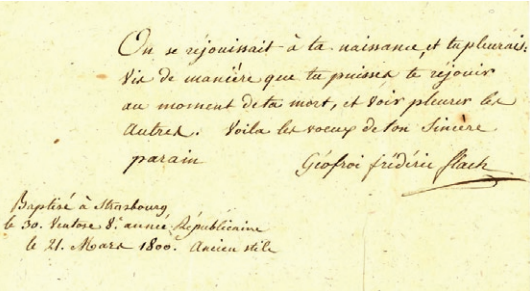 On se réjouissait à ta naissance, et tu pleurais:
Vis de manière que tu puisses te réjouir
au moment de ta mort, et voir pleurer les
Autres. Voila les voeux de ton Sincère
parain Géofroi frédéric
Baptisé à Strasbourg
le 30. Ventose 8.e année Républicaine
le 21. Mars 1800. Ancien stile